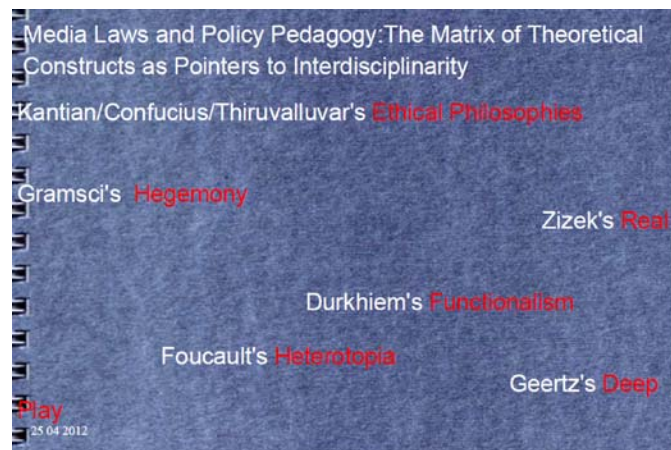 Media Laws and Policy Pedagogy:The Matrix of Theoretical
Constructs as Pointers to Interdisciplinarity
Kantian/Confucius/Thiruvalluvar's Ethical Philosophies
Gramsci's Hegemony
Zizek's Real
Durkhiem's Functionalism
Foucault's Heterotopia
Geertz's Deep
Play
25 04 2012